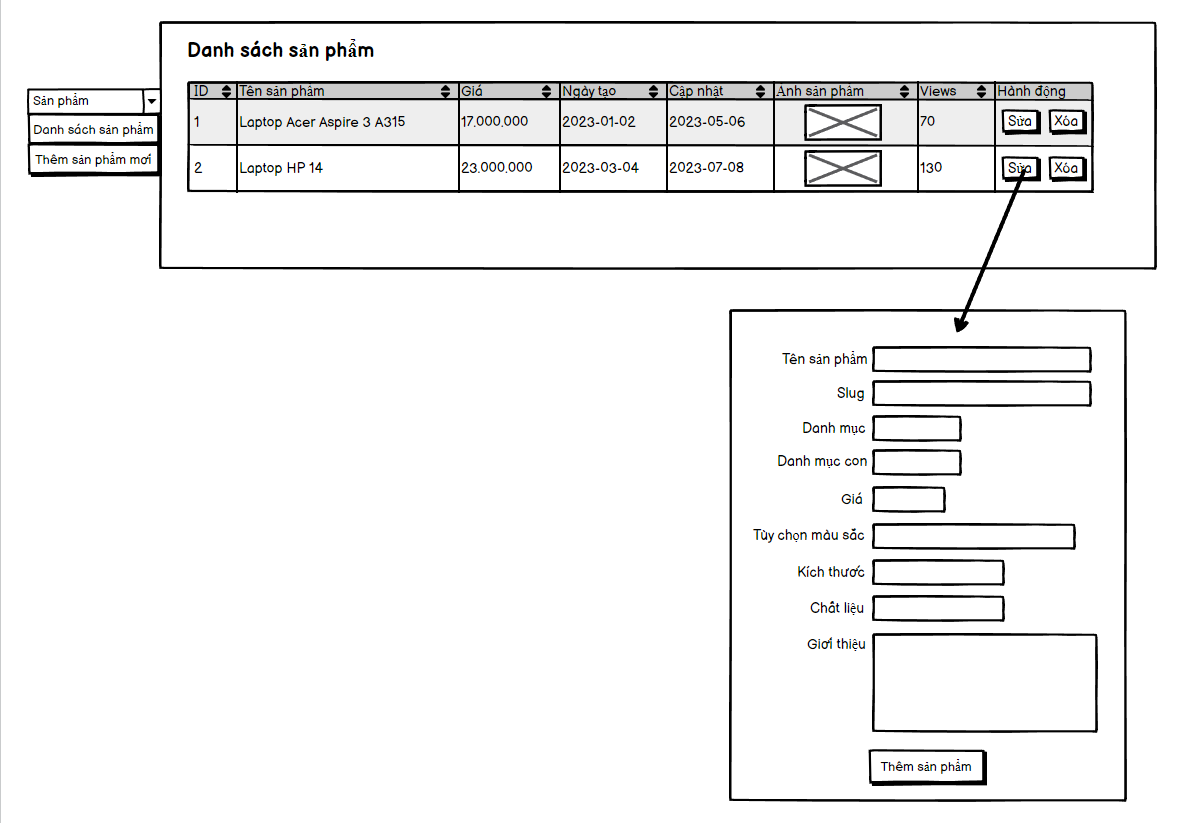 Danh sách sản phẩm
Sản phẩm
Danh sách sản phẩm
Thêm sản phẩm mới
ID Tên sản phẩm Giá Ngày tạo Cập nhật Ảnh sản phẩm Views Hành động
1 Laptop Acer Aspire 3 A315 17,000,000 2023-01-02 2023-05-06 70 Sửa Xóa
2 Laptop HP 14 23,000,000 2023-03-04 2023-07-08 130 Sửa Xóa
Tên sản phẩm
Slug
Danh mục
Danh mục con
Giá
Tùy chọn màu sắc
Kích thước
Chất liệu
Giới thiệu
Thêm sản phẩm